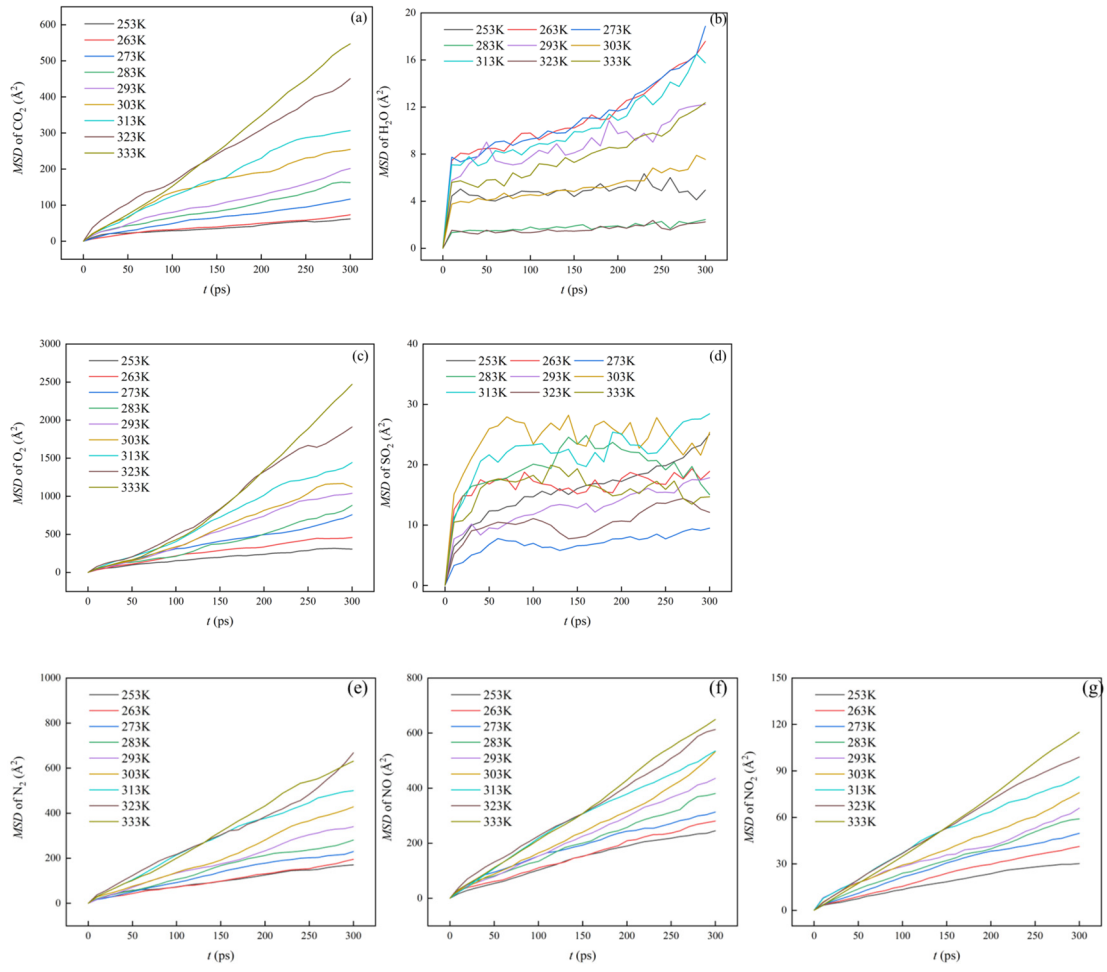 (a)
600
500
400
300
200
100
0
MSD of CO₂ (Å²)
253K
263K
273K
283K
293K
303K
313K
323K
333K
0 50 100 150 200 250 300
t (ps)
(b)
20
16
12
8
4
0
MSD of H₂O (Å²)
253K 263K 273K
283K 293K 303K
313K 323K 333K
0 50 100 150 200 250 300
t (ps)
(c)
3000
2500
2000
1500
1000
500
0
MSD of O₂ (Å²)
253K
263K
273K
283K
293K
303K
313K
323K
333K
0 50 100 150 200 250 300
t (ps)
(d)
40
30
20
10
0
MSD of SO₂ (Å²)
253K 263K 273K
283K 293K 303K
313K 323K 333K
0 50 100 150 200 250 300
t (ps)
(e)
1000
800
600
400
200
0
MSD of N₂ (Å²)
253K
263K
273K
283K
293K
303K
313K
323K
333K
0 50 100 150 200 250 300
t (ps)
(f)
800
600
400
200
0
MSD of NO (Å²)
253K
263K
273K
283K
293K
303K
313K
323K
333K
0 50 100 150 200 250 300
t (ps)
(g)
150
120
90
60
30
0
MSD of NO₂ (Å²)
253K
263K
273K
283K
293K
303K
313K
323K
333K
0 50 100 150 200 250 300
t (ps)